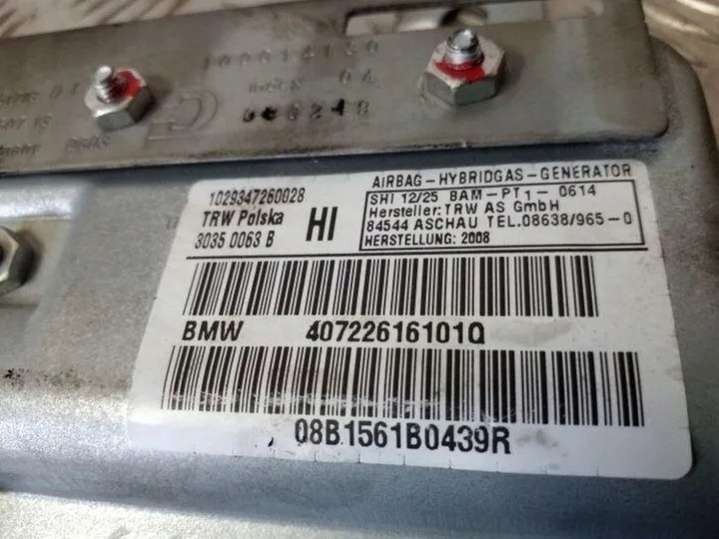 1029347260028
TRW Polska
3035 0063 B
HI
AIRBAG-HYBRIDGAS-GENERATOR
SHI 12/25 BAM-PT1-0614
Hersteller:TRW AS GmbH
84544 ASCHAU TEL.08638/965-0
HERSTELLUNG: 2008
BMW 40722616101Q
08B1561B0439R